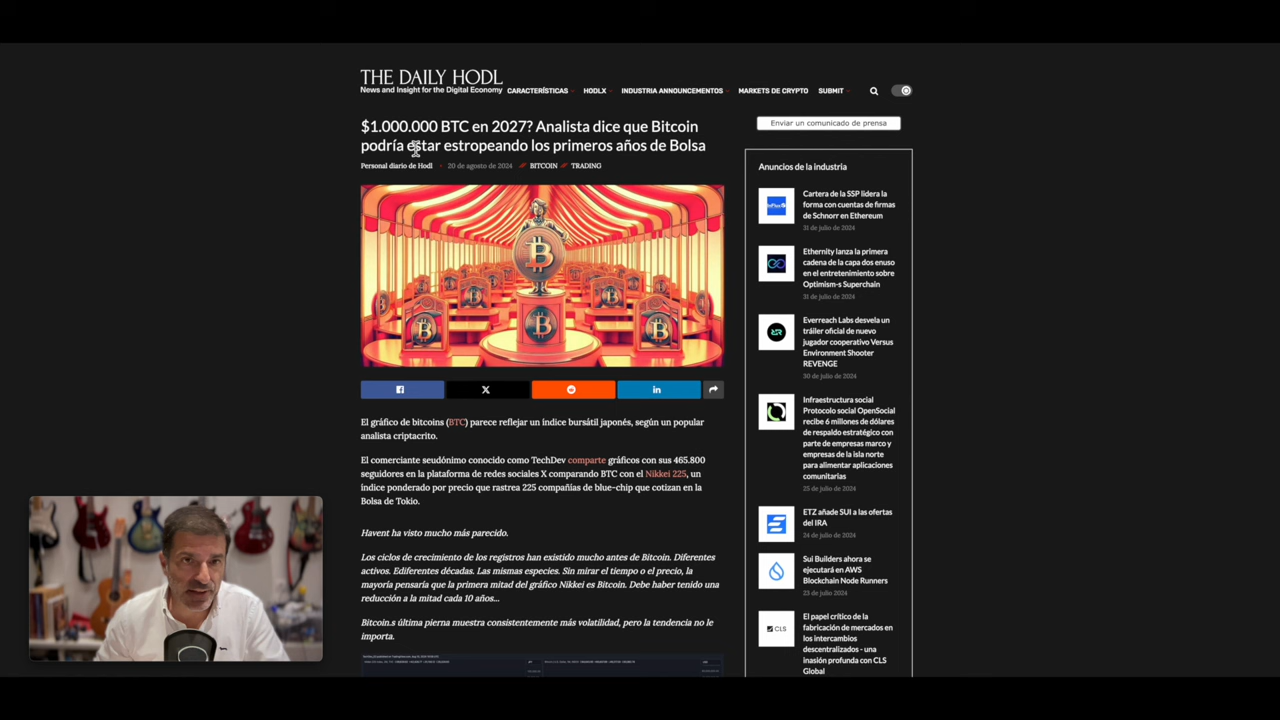 THE DAILY HODL
News and Insight for the Digital Economy
CARACTERÍSTICAS
HODLX
INDUSTRIA ANNOUNCEMENTS
MARKETS DE CRYPTO
SUBMIT
$1.000.000 BTC en 2027? Analista dice que Bitcoin
podría estar estropeando los primeros años de Bolsa
Personal diario de Hodl • 20 de agosto de 2024 BITCOIN TRADING
El gráfico de bitcoins (BTC) parece reflejar un índice bursátil japonés, según un popular
analista criptacrito.
El comerciante seudónimo conocido como TechDev comparte gráficos con sus 465.800
seguidores en la plataforma de redes sociales X comparando BTC con el Nikkei 225, un
índice ponderado por precio que rastrea 225 compañías de blue-chip que cotizan en la
Bolsa de Tokio.
Havent ha visto mucho más parecido.
Los ciclos de crecimiento de los registros han existido mucho antes de Bitcoin. Diferentes
activos. Ediferentes décadas. Las mismas especies. Sin mirar el tiempo o el precio, la
mayoría pensaría que la primera mitad del gráfico Nikkei es Bitcoin. Debe haber tenido una
reducción a la mitad cada 10 años...
Bitcoin.s última pierna muestra consistentemente más volatilidad, pero la tendencia no le
importa.
Enviar un comunicado de prensa
Anuncios de la industria
Cartera de la SSP lidera la
forma con cuentas de firmas
de Schnorr en Ethereum
31 de julio de 2024
Ethernity lanza la primera
cadena de la capa dos enuso
en el entretenimiento sobre
Optimism-s Superchain
31 de julio de 2024
Everreach Labs desvela un
tráiler oficial de nuevo
jugador cooperativo Versus
Environment Shooter
REVENGE
30 de julio de 2024
Infraestructura social
Protocolo social OpenSocial
recibe 6 millones de dólares
de respaldo estratégico con
parte de empresas marco y
empresas de la isla norte
para alimentar aplicaciones
comunitarias
25 de julio de 2024
ETZ añade SUI a las ofertas
del IRA
24 de julio de 2024
Sui Builders ahora se
ejecutará en AWS
Blockchain Node Runners
23 de julio de 2024
CLS
El papel crítico de la
fabricación de mercados en
los intercambios
descentralizados - una
inasión profunda con CLS
Global